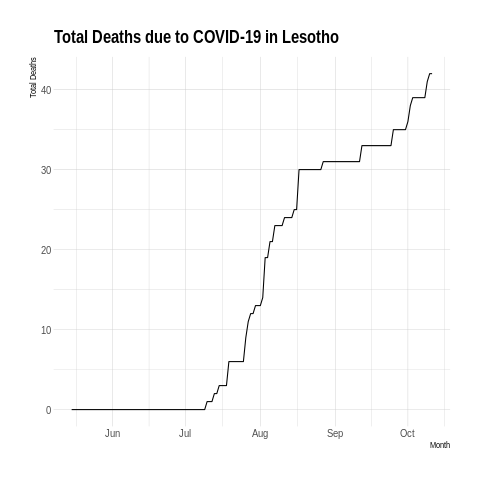 Total Deaths due to COVID-19 in Lesotho
Total Deaths
40
30
20
10
0
Jun Jul Aug Sep Oct
Month